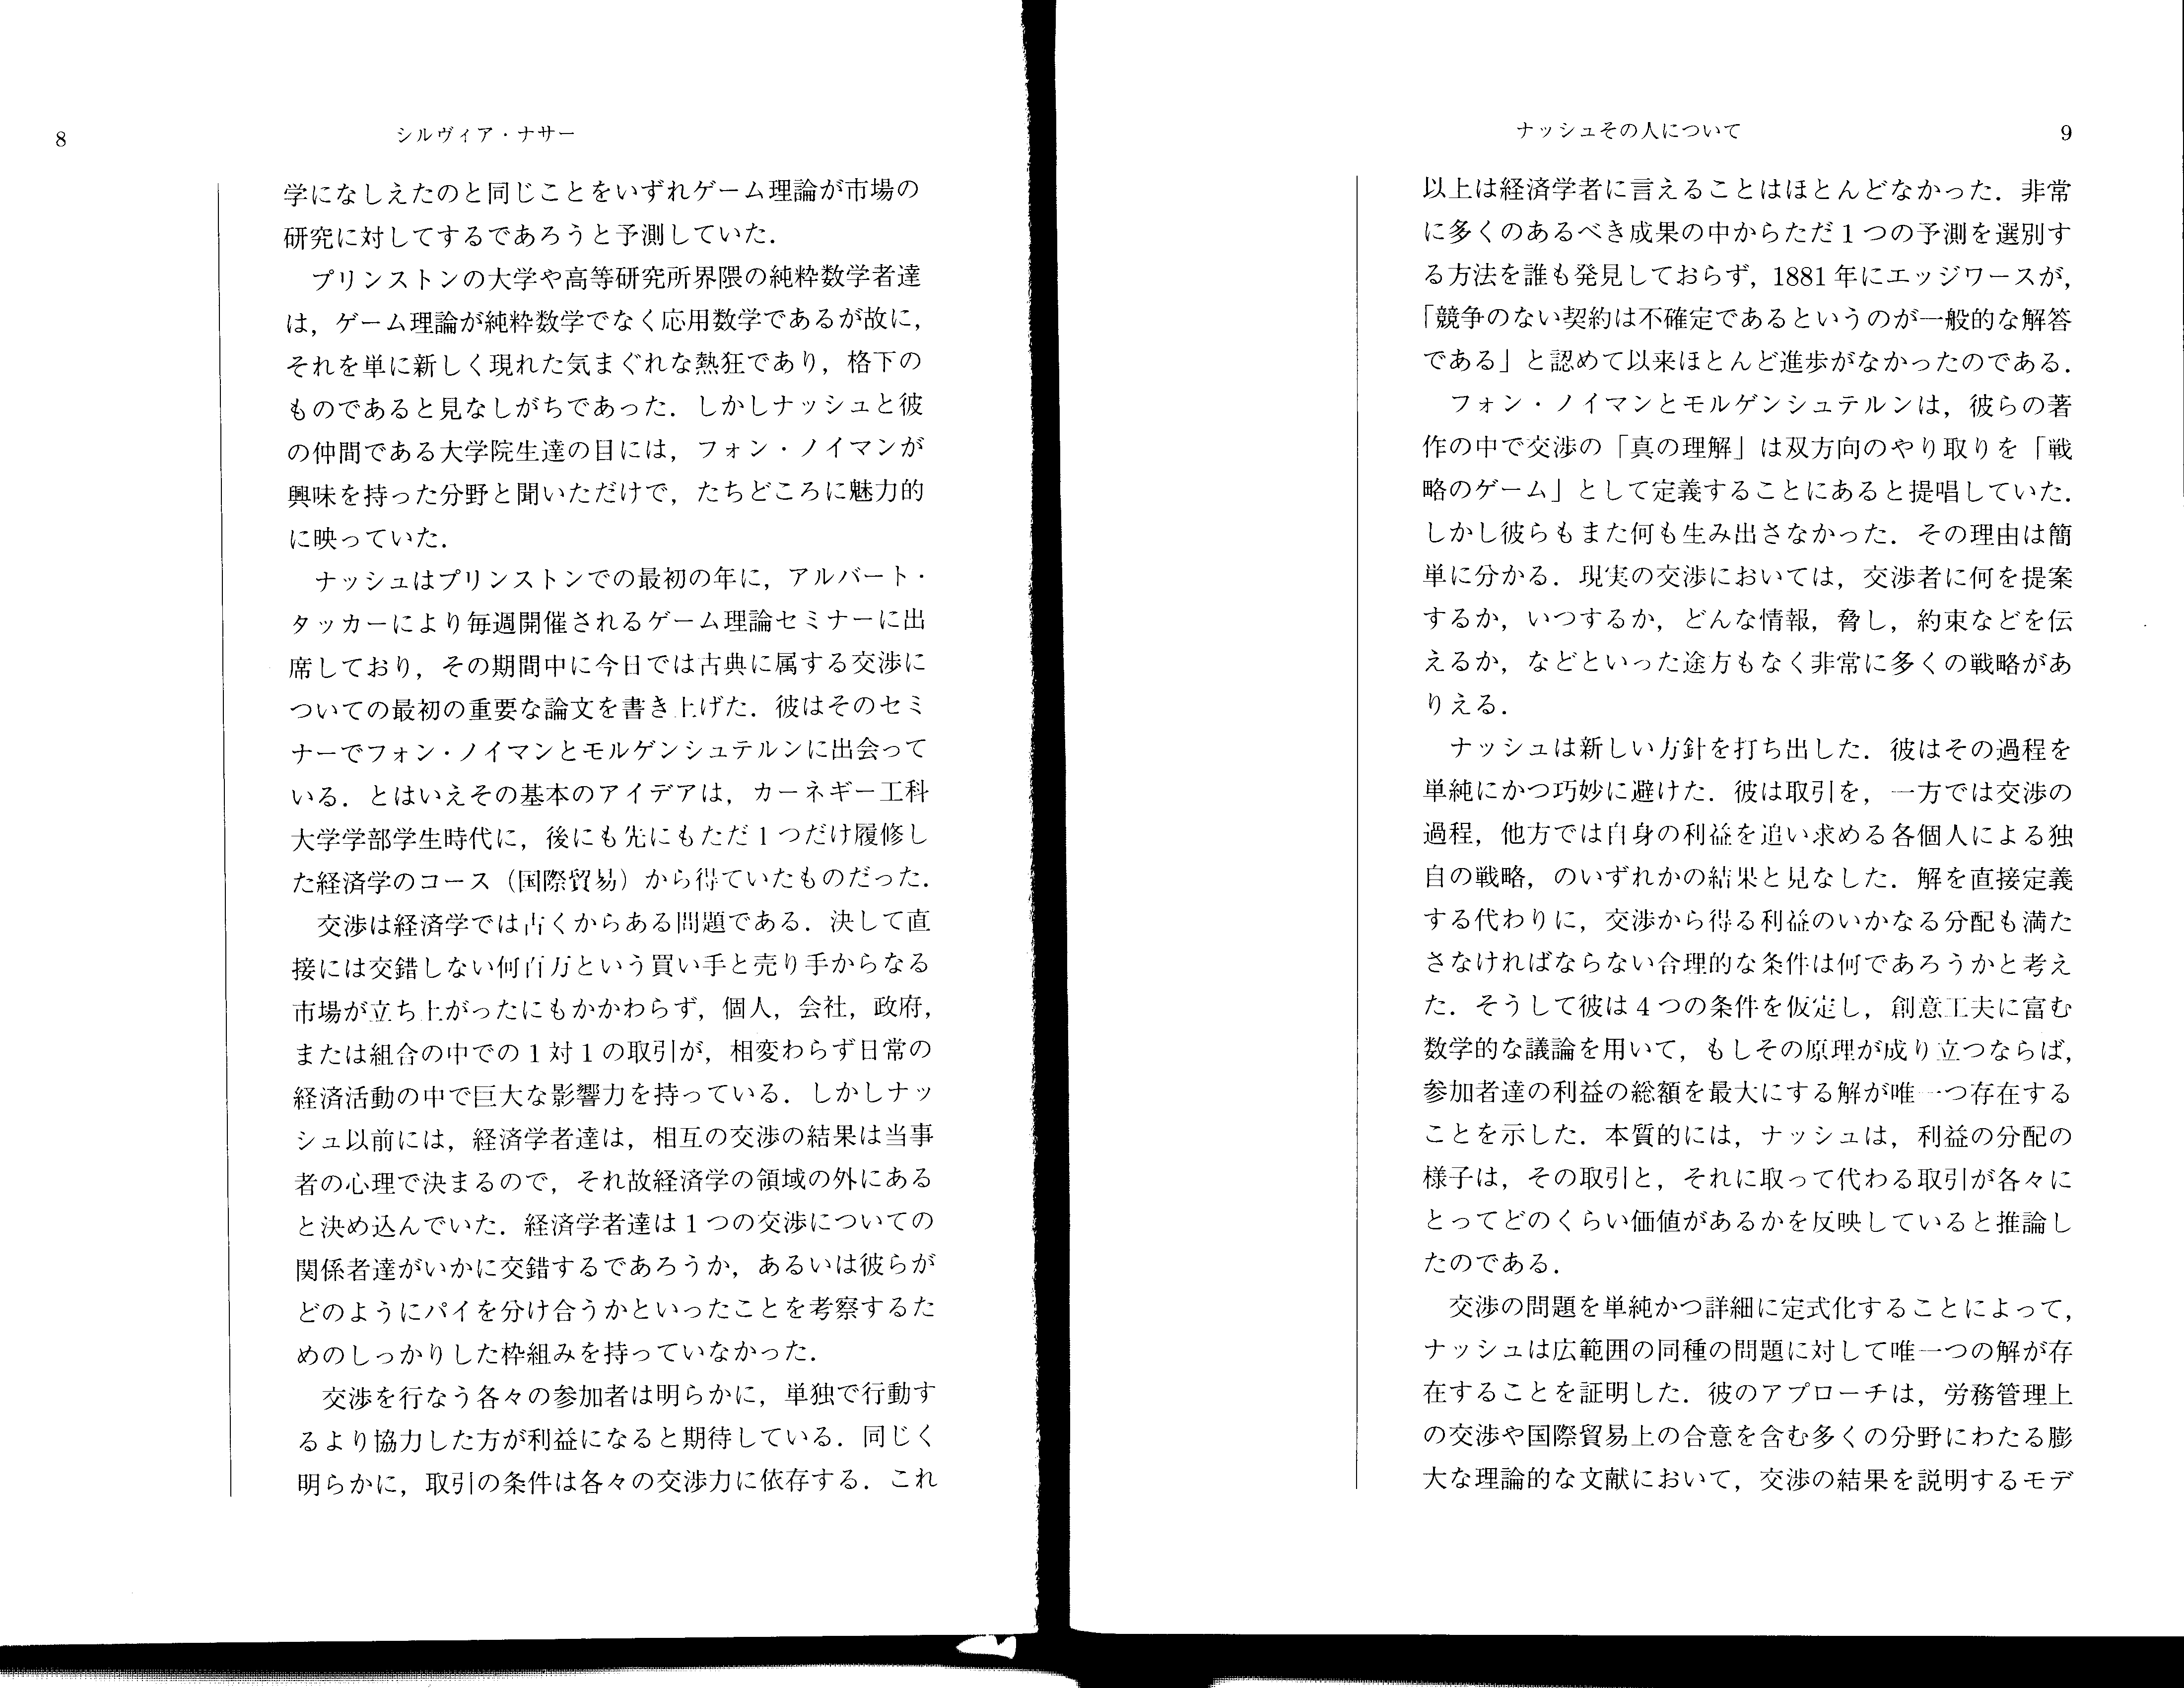 8
シルヴィア・ナサー
学になしえたのと同じことをいずれゲーム理論が市場の
研究に対してするであろうと予測していた．
プリンストンの大学や高等研究所界隈の純粋数学者達
は，ゲーム理論が純粋数学でなく応用数学であるが故に，
それを単に新しく現れた気まぐれな熱狂であり，格下の
ものであると見なしがちであった．しかしナッシュと彼
の仲間である大学院生達の目には，フォン・ノイマンが
興味を持った分野と聞いただけで，たちどころに魅力的
に映っていた．
ナッシュはプリンストンでの最初の年に，アルバート・
タッカーにより毎週開催されるゲーム理論セミナーに出
席しており，その期間中に今日では古典に属する交渉に
ついての最初の重要な論文を書き上げた．彼はそのセミ
ナーでフォン・ノイマンとモルゲンシュテルンに出会って
いる．とはいえその基本のアイデアは，カーネギー工科
大学学部学生時代に，後にも先にもただ 1 つだけ履修し
た経済学のコース（国際貿易）から得ていたものだった．
交渉は経済学では古くからある問題である．決して直
接には交錯しない何百万という買い手と売り手からなる
市場が立ち上がったにもかかわらず，個人，会社，政府，
または組合の中での 1 対 1 の取引が，相変わらず日常の
経済活動の中で巨大な影響力を持っている．しかしナッ
シュ以前には，経済学者達は，相互の交渉の結果は当事
者の心理で決まるので，それ故経済学の領域の外にある
と決め込んでいた．経済学者達は 1 つの交渉についての
関係者達がいかに交錯するであろうか，あるいは彼らが
どのようにパイを分け合うかといったことを考察するた
めのしっかりした枠組みを持っていなかった．
交渉を行なう各々の参加者は明らかに，単独で行動す
るより協力した方が利益になると期待している．同じく
明らかに，取引の条件は各々の交渉力に依存する．これ
ナッシュその人について
9
以上は経済学者に言えることはほとんどなかった．非常
に多くのあるべき成果の中からただ 1 つの予測を選別す
る方法を誰も発見しておらず，1881 年にエッジワースが，
「競争のない契約は不確定であるというのが一般的な解答
である」と認めて以来ほとんど進歩がなかったのである．
フォン・ノイマンとモルゲンシュテルンは，彼らの著
作の中で交渉の「真の理解」は双方向のやり取りを「戦
略のゲーム」として定義することにあると提唱していた．
しかし彼らもまた何も生み出さなかった．その理由は簡
単に分かる．現実の交渉においては，交渉者に何を提案
するか，いつするか，どんな情報，脅し，約束などを伝
えるか，などといった途方もなく非常に多くの戦略があ
りえる．
ナッシュは新しい方針を打ち出した．彼はその過程を
単純にかつ巧妙に避けた．彼は取引を，一方では交渉の
過程，他方では自身の利益を追い求める各個人による独
自の戦略，のいずれかの結果と見なした．解を直接定義
する代わりに，交渉から得る利益のいかなる分配も満た
さなければならない合理的な条件は何であろうかと考え
た．そうして彼は 4 つの条件を仮定し，創意工夫に富む
数学的な議論を用いて，もしその原理が成り立つならば，
参加者達の利益の総額を最大にする解が唯一つ存在する
ことを示した．本質的には，ナッシュは，利益の分配の
様子は，その取引と，それに取って代わる取引が各々に
とってどのくらい価値があるかを反映していると推論し
たのである．
交渉の問題を単純かつ詳細に定式化することによって，
ナッシュは広範囲の同種の問題に対して唯一つの解が存
在することを証明した．彼のアプローチは，労務管理上
の交渉や国際貿易上の合意を含む多くの分野にわたる膨
大な理論的な文献において，交渉の結果を説明するモデ